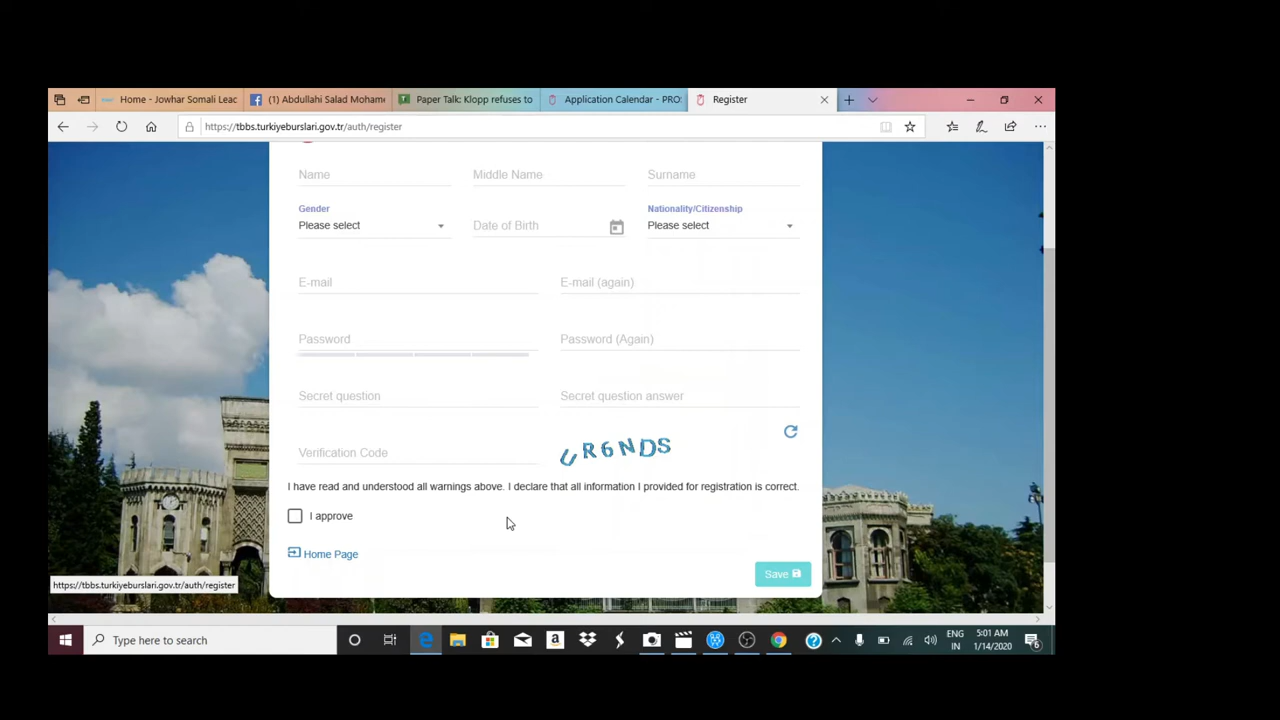 Home - Jowhar Somali Leac
(1) Abdullahi Salad Mohame
Paper Talk: Klopp refuses to
Application Calendar - PRO:
Register
https://tbbs.turkiyeburslari.gov.tr/auth/register
Name
Middle Name
Surname
Gender
Nationality/Citizenship
Please select
Date of Birth
Please select
E-mail
E-mail (again)
Password
Password (Again)
Secret question
Secret question answer
Verification Code
UR6NDS
I have read and understood all warnings above. I declare that all information I provided for registration is correct.
I approve
Home Page
Save
https://tbbs.turkiyeburslari.gov.tr/auth/register
Type here to search
ENG
IN
5:01 AM
1/14/2020
6